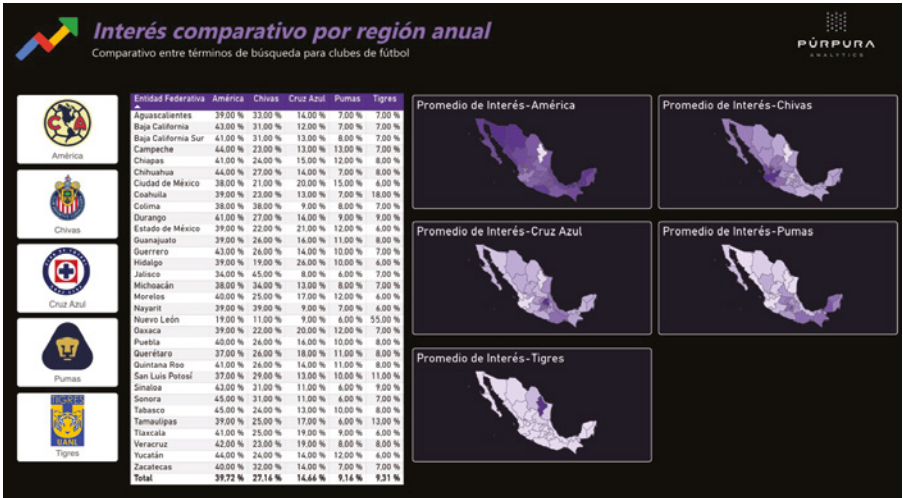 Interés comparativo por región anual
Comparativo entre términos de búsqueda para clubes de fútbol
PÚRPURA
ANALYTICS
América
Chivas
Cruz Azul
Pumas
TIGRES
UANL
Tigres
Entidad Federativa América Chivas Cruz Azul Pumas Tigres
Aguascalientes 39,00 % 33,00 % 14,00 % 7,00 % 7,00 %
Baja California 43,00 % 31,00 % 12,00 % 7,00 % 7,00 %
Baja California Sur 41,00 % 31,00 % 13,00 % 8,00 % 7,00 %
Campeche 44,00 % 23,00 % 13,00 % 13,00 % 7,00 %
Chiapas 41,00 % 24,00 % 15,00 % 12,00 % 8,00 %
Chihuahua 44,00 % 27,00 % 14,00 % 7,00 % 8,00 %
Ciudad de México 38,00 % 21,00 % 20,00 % 15,00 % 6,00 %
Coahuila 39,00 % 23,00 % 13,00 % 7,00 % 18,00 %
Colima 38,00 % 38,00 % 9,00 % 8,00 % 7,00 %
Durango 41,00 % 27,00 % 14,00 % 9,00 % 9,00 %
Estado de México 39,00 % 22,00 % 21,00 % 12,00 % 6,00 %
Guanajuato 39,00 % 26,00 % 16,00 % 11,00 % 8,00 %
Guerrero 43,00 % 26,00 % 14,00 % 10,00 % 7,00 %
Hidalgo 39,00 % 19,00 % 26,00 % 10,00 % 6,00 %
Jalisco 34,00 % 45,00 % 8,00 % 6,00 % 7,00 %
Michoacán 38,00 % 34,00 % 13,00 % 8,00 % 7,00 %
Morelos 40,00 % 25,00 % 17,00 % 12,00 % 6,00 %
Nayarit 39,00 % 39,00 % 9,00 % 7,00 % 6,00 %
Nuevo León 19,00 % 11,00 % 9,00 % 6,00 % 55,00 %
Oaxaca 39,00 % 22,00 % 20,00 % 12,00 % 7,00 %
Puebla 40,00 % 26,00 % 16,00 % 10,00 % 8,00 %
Querétaro 37,00 % 26,00 % 18,00 % 11,00 % 8,00 %
Quintana Roo 41,00 % 26,00 % 14,00 % 11,00 % 8,00 %
San Luis Potosí 37,00 % 29,00 % 13,00 % 10,00 % 11,00 %
Sinaloa 43,00 % 31,00 % 11,00 % 6,00 % 9,00 %
Sonora 45,00 % 31,00 % 11,00 % 6,00 % 7,00 %
Tabasco 45,00 % 24,00 % 13,00 % 10,00 % 8,00 %
Tamaulipas 39,00 % 25,00 % 17,00 % 6,00 % 13,00 %
Tlaxcala 41,00 % 25,00 % 19,00 % 9,00 % 6,00 %
Veracruz 42,00 % 23,00 % 19,00 % 8,00 % 8,00 %
Yucatán 44,00 % 24,00 % 14,00 % 12,00 % 6,00 %
Zacatecas 40,00 % 32,00 % 14,00 % 7,00 % 7,00 %
Total 39,72 % 27,16 % 14,66 % 9,16 % 9,31 %
Promedio de Interés-América
Promedio de Interés-Chivas
Promedio de Interés-Cruz Azul
Promedio de Interés-Pumas
Promedio de Interés-Tigres